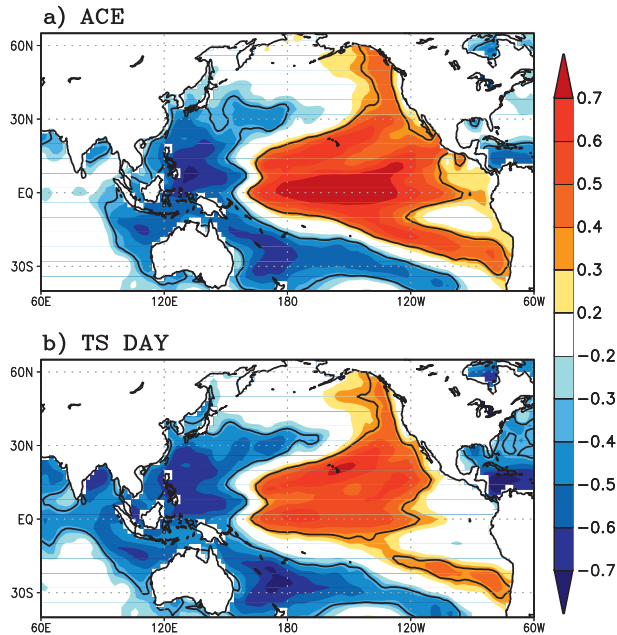 a) ACE
60N
30N
EQ
30S
60E 120E 180 120W 60W
b) TS DAY
60N
30N
EQ
30S
60E 120E 180 120W 60W
0.7
0.6
0.5
0.4
0.3
0.2
−0.2
−0.3
−0.4
−0.5
−0.6
−0.7